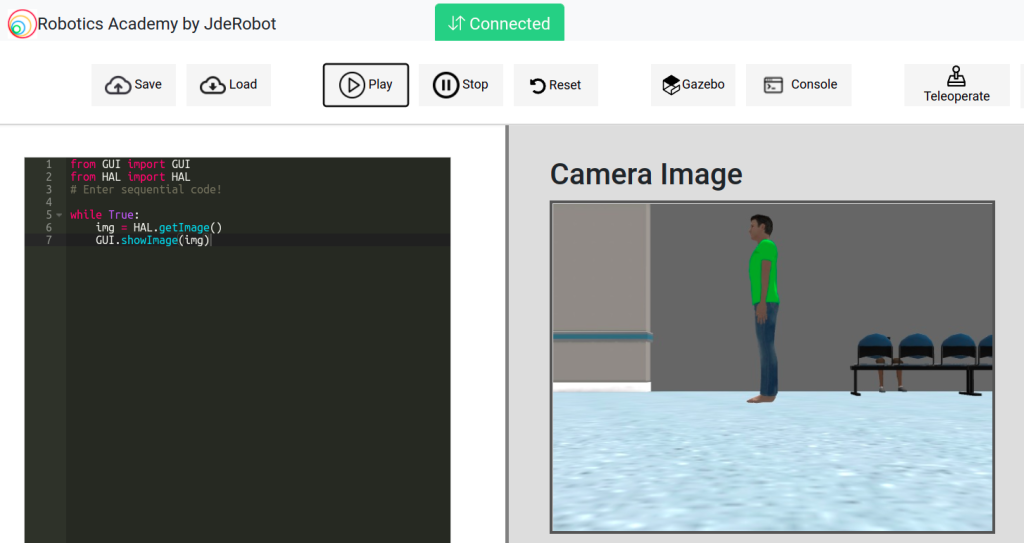 Robotics Academy by JdeRobot
Connected
Save
Load
Play
Stop
Reset
Gazebo
Console
Teleoperate
1 from GUI import GUI
2 from HAL import HAL
3 # Enter sequential code!
4
5 while True:
6 img = HAL.getImage()
7 GUI.showImage(img)
Camera Image